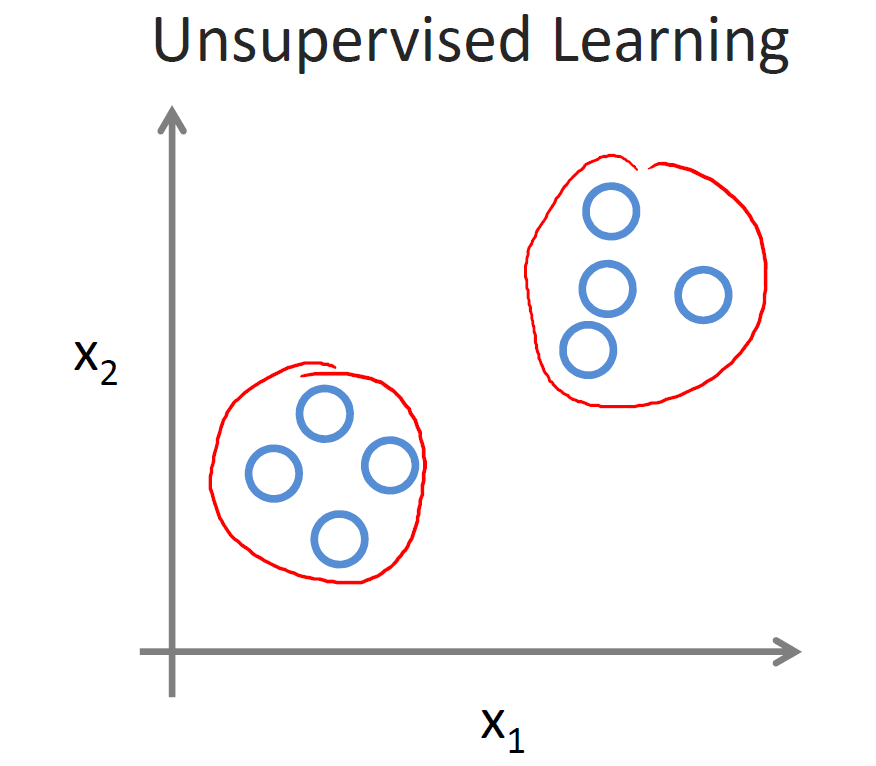 Unsupervised Learning
x₂
x₁